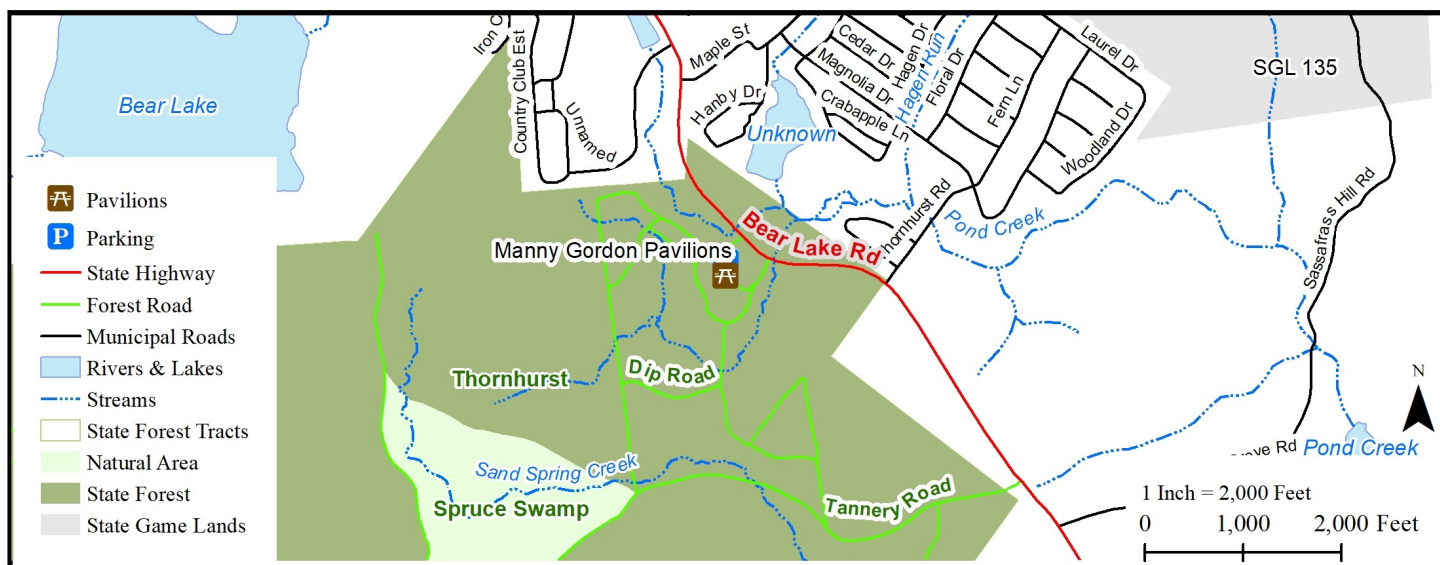 Bear Lake
Iron C
Country Club Est
Unnamed
Maple St
Hanby Dr
Unknown
Cedar Dr
Magnolia Dr
Crabapple Ln
Hagen Dr
Hagen Run
Floral Dr
Fern Ln
Laurel Dr
Woodland Dr
SGL 135
Thornhurst Rd
Pond Creek
Sassfrass Hill Rd
Bear Lake Rd
Manny Gordon Pavilions
Pavilions
P
Parking
State Highway
Forest Road
Municipal Roads
Rivers & Lakes
Streams
State Forest Tracts
Natural Area
State Forest
State Game Lands
Thornhurst
Dip Road
Sand Spring Creek
Spruce Swamp
Tannery Road
N
Rd
Pond Creek
1 Inch = 2,000 Feet
0 1,000 2,000 Feet